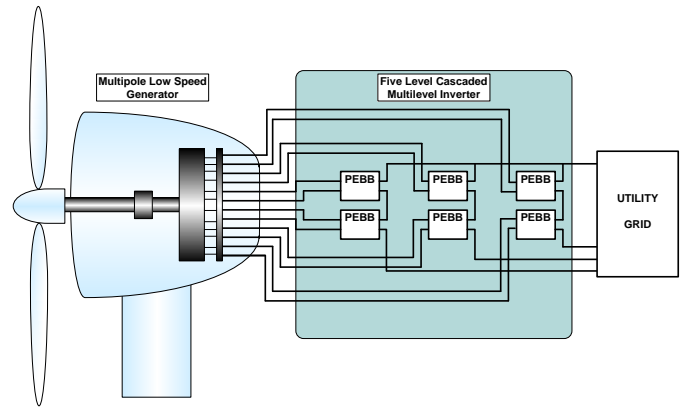 Multipole Low Speed
Generator
Five Level Cascaded
Multilevel Inverter
PEBB
PEBB
PEBB
PEBB
PEBB
PEBB
UTILITY
GRID